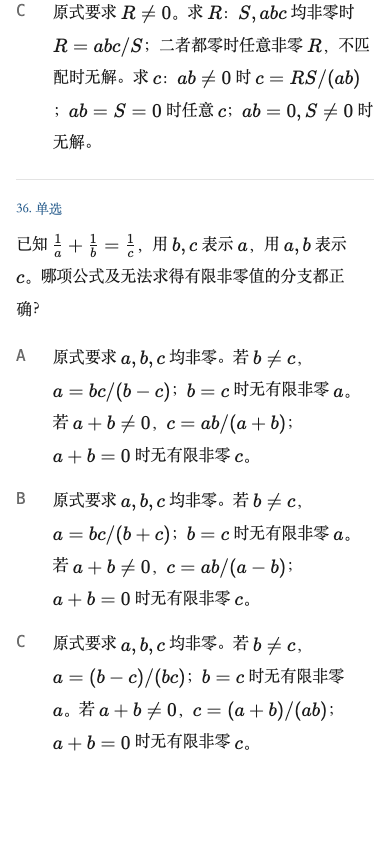 C 原式要求 R ≠ 0。求 R：S, abc 均非零时
R = abc/S；二者都零时任意非零 R，不匹
配时无解。求 c：ab ≠ 0 时 c = RS/(ab)
；ab = S = 0 时任意 c；ab = 0, S ≠ 0 时
无解。
36. 单选
已知 1/a + 1/b = 1/c，用 b, c 表示 a，用 a, b 表示
c。哪项公式及无法求得有限非零值的分支都正
确?
A 原式要求 a, b, c 均非零。若 b ≠ c,
a = bc/(b − c)；b = c 时无有限非零 a。
若 a + b ≠ 0，c = ab/(a + b)；
a + b = 0 时无有限非零 c。
B 原式要求 a, b, c 均非零。若 b ≠ c,
a = bc/(b + c)；b = c 时无有限非零 a。
若 a + b ≠ 0，c = ab/(a − b)；
a + b = 0 时无有限非零 c。
C 原式要求 a, b, c 均非零。若 b ≠ c,
a = (b − c)/(bc)；b = c 时无有限非零
a。若 a + b ≠ 0，c = (a + b)/(ab)；
a + b = 0 时无有限非零 c。